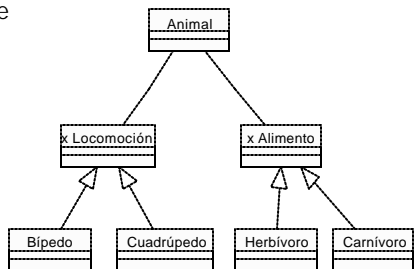 e
Animal
x Locomoción
x Alimento
Bípedo
Cuadrúpedo
Herbívoro
Carnívoro